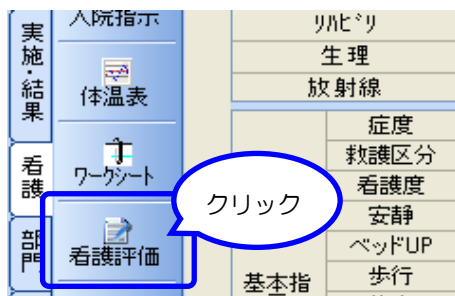 実施・結果
看護
部門
入院指示
体温表
ワークシート
看護評価
クリック
リハビリ
生理
放射線
症度
救護区分
看護度
安静
ベッドUP
歩行
基本指